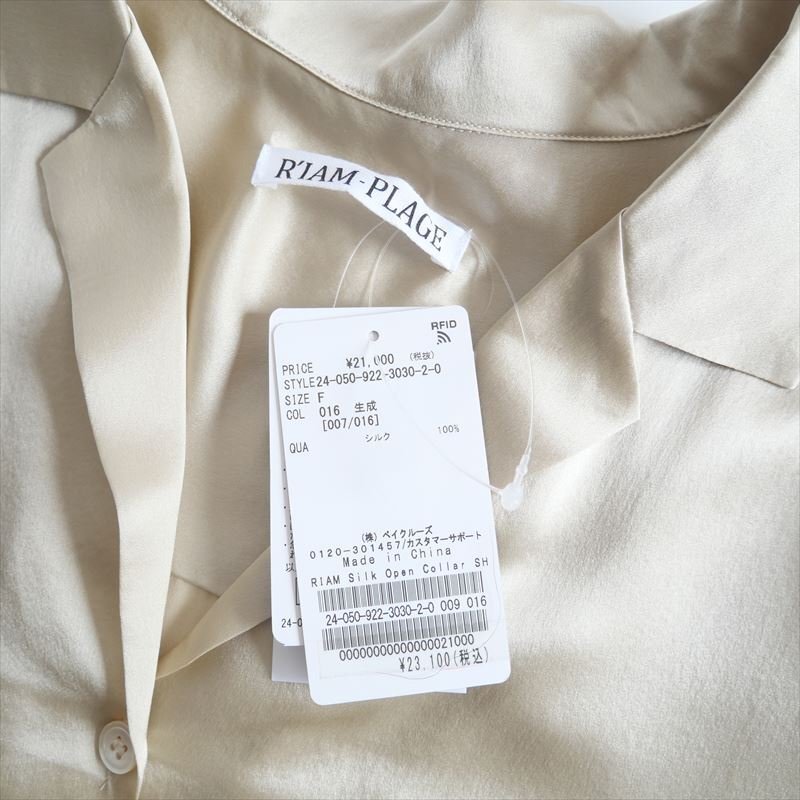 R'IAM-PLAGE
RFID
PRICE ¥21,000 (税抜)
STYLE24-050-922-3030-2-0
SIZE F
COL 016 生成
[007/016]
QUA シルク 100%
(株) ベイクルーズ
0120-301457/カスタマーサポート
Made in China
RIAM Silk Open Collar SH
24-050-922-3030-2-0 009 016
00000000000000021000
¥23,100(税込)
24-0